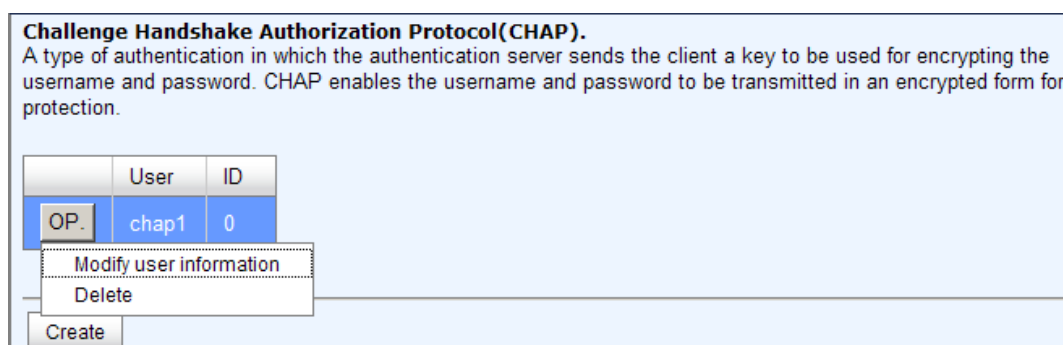 Challenge Handshake Authorization Protocol(CHAP).
A type of authentication in which the authentication server sends the client a key to be used for encrypting the
username and password. CHAP enables the username and password to be transmitted in an encrypted form for
protection.
User ID
OP. chap1 0
Modify user information
Delete
Create